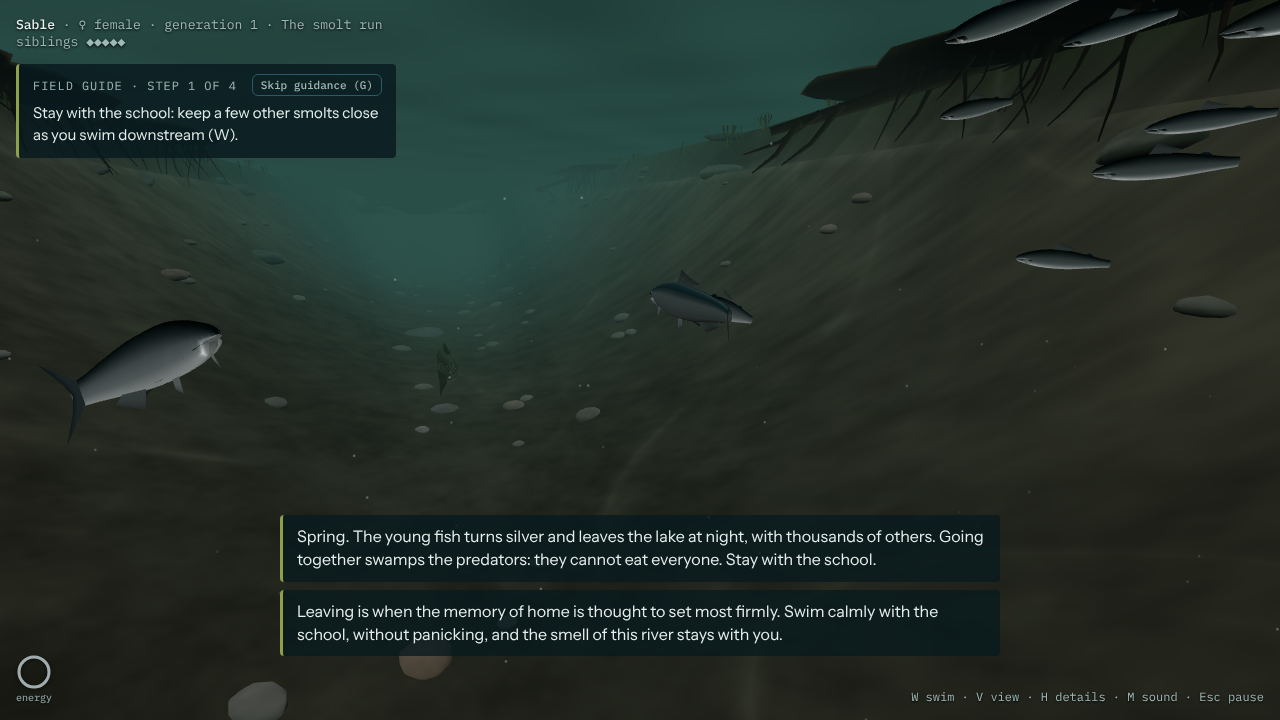 Sable · ♀ female · generation 1 · The smolt run
siblings ◆◆◆◆◆
FIELD GUIDE · STEP 1 OF 4
Skip guidance (G)
Stay with the school: keep a few other smolts close
as you swim downstream (W).
Spring. The young fish turns silver and leaves the lake at night, with thousands of others. Going
together swamps the predators: they cannot eat everyone. Stay with the school.
Leaving is when the memory of home is thought to set most firmly. Swim calmly with the
school, without panicking, and the smell of this river stays with you.
energy
W swim · V view · H details · M sound · Esc pause